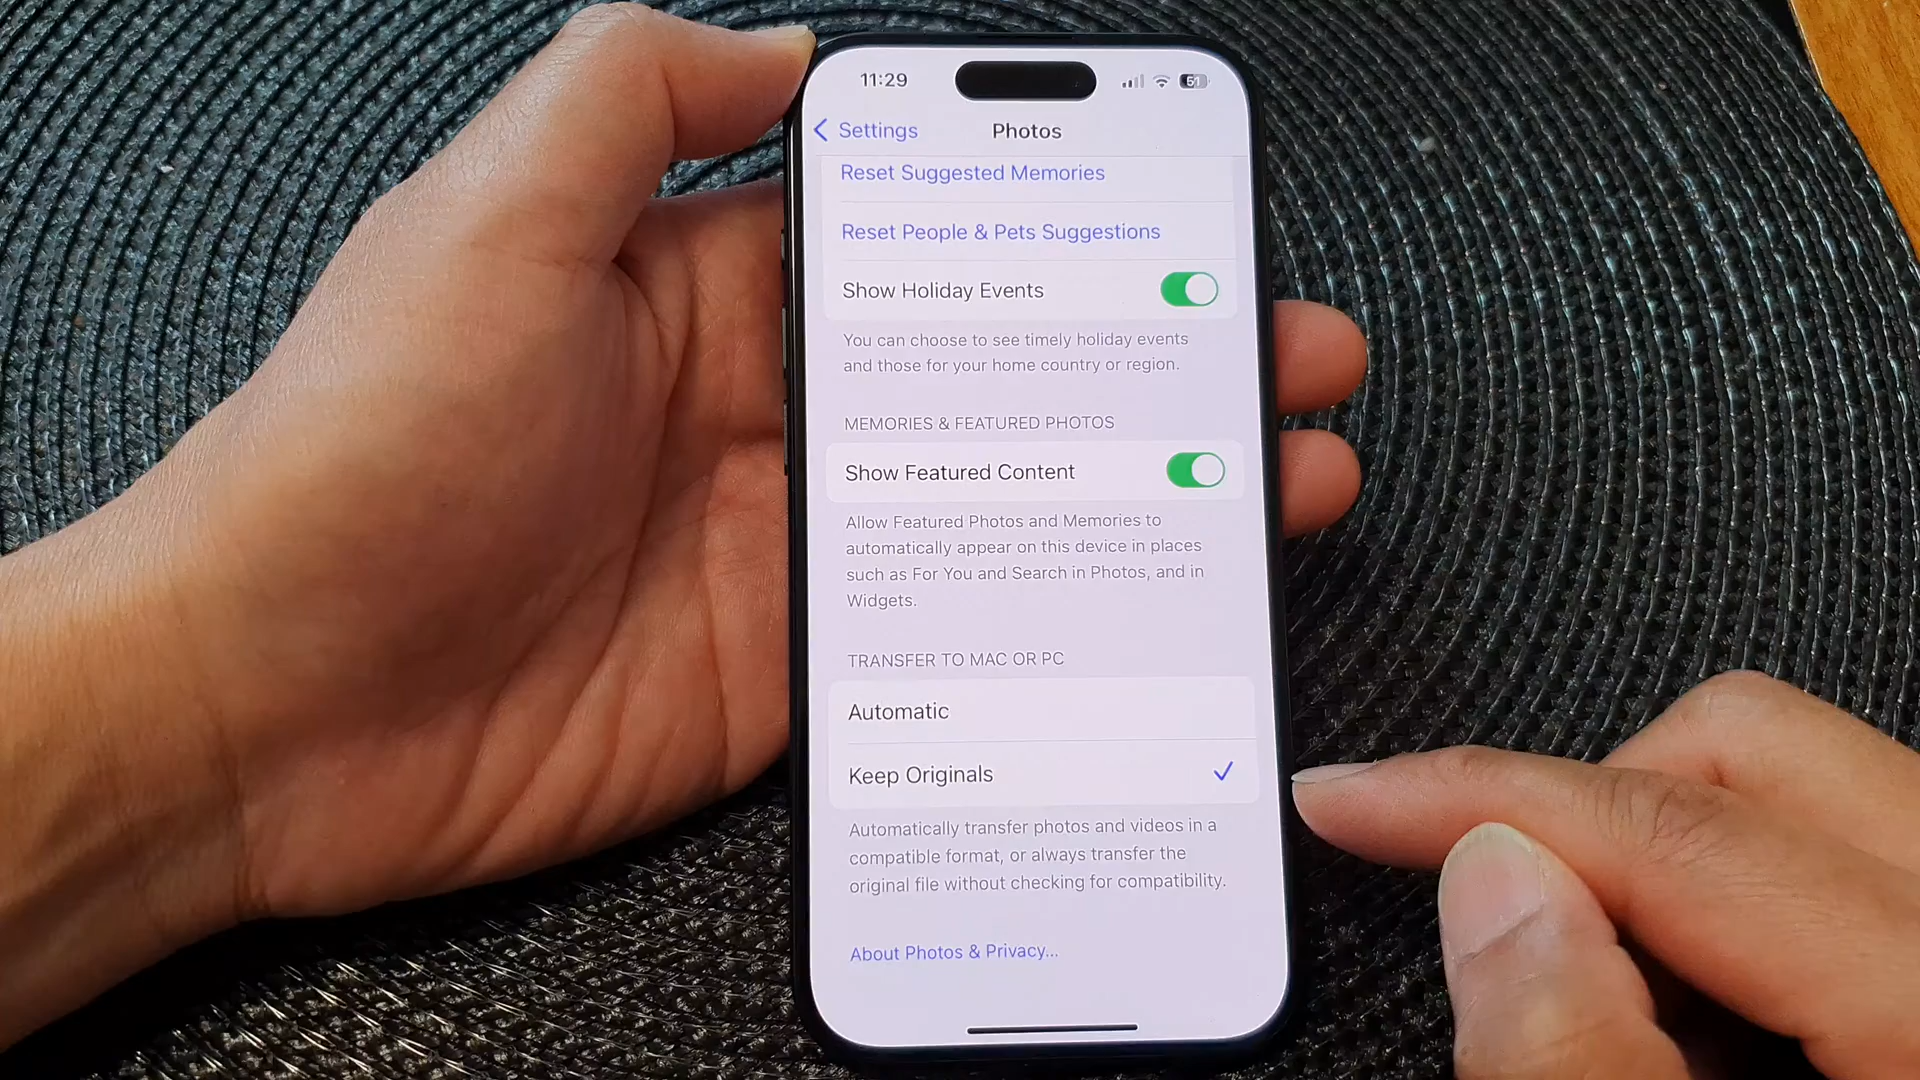 11:29
61
Settings
Photos
Reset Suggested Memories
Reset People & Pets Suggestions
Show Holiday Events
You can choose to see timely holiday events
and those for your home country or region.
MEMORIES & FEATURED PHOTOS
Show Featured Content
Allow Featured Photos and Memories to
automatically appear on this device in places
such as For You and Search in Photos, and in
Widgets.
TRANSFER TO MAC OR PC
Automatic
Keep Originals
Automatically transfer photos and videos in a
compatible format, or always transfer the
original file without checking for compatibility.
About Photos & Privacy...